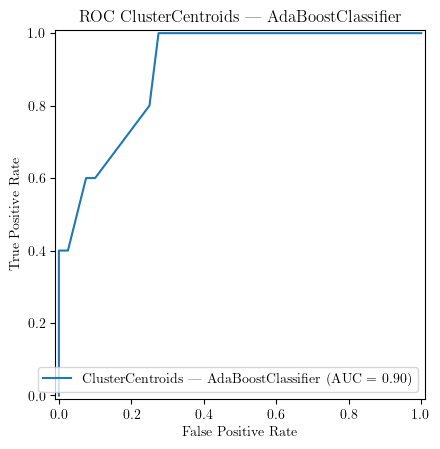 ROC ClusterCentroids — AdaBoostClassifier
1.0
0.8
0.6
0.4
0.2
0.0
True Positive Rate
ClusterCentroids — AdaBoostClassifier (AUC = 0.90)
0.0 0.2 0.4 0.6 0.8 1.0
False Positive Rate